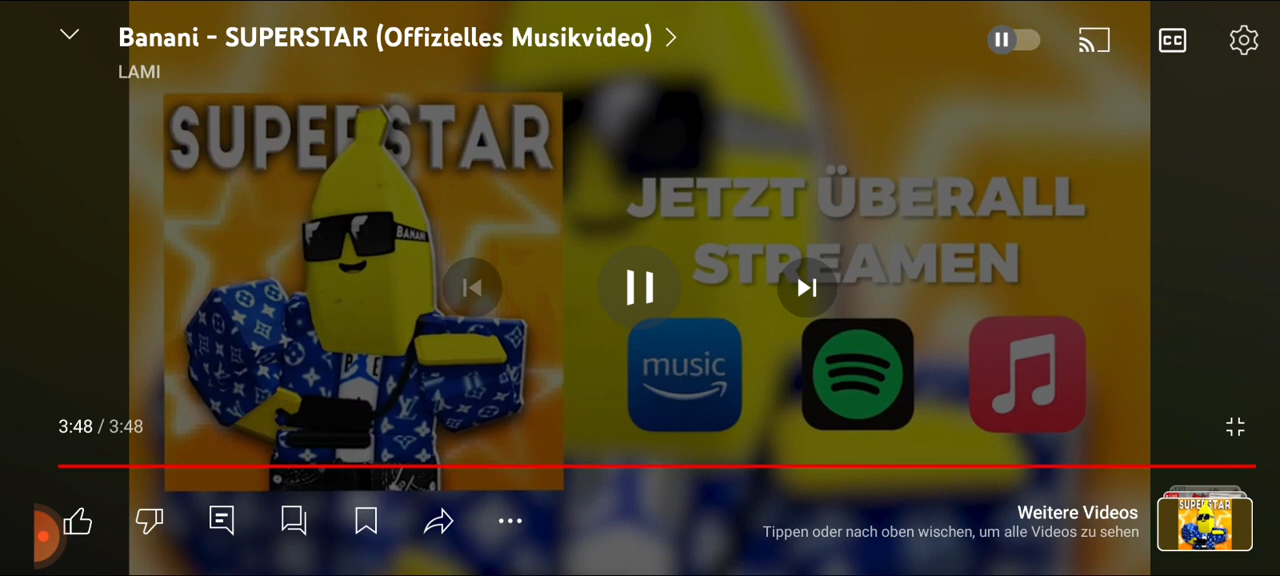 Banani - SUPERSTAR (Offizielles Musikvideo)
LAMI
CC
SUPERSTAR
BANANI
JETZT ÜBERALL
STREAMEN
music
3:48 / 3:48
Weitere Videos
Tippen oder nach oben wischen, um alle Videos zu sehen
SUPERSTAR